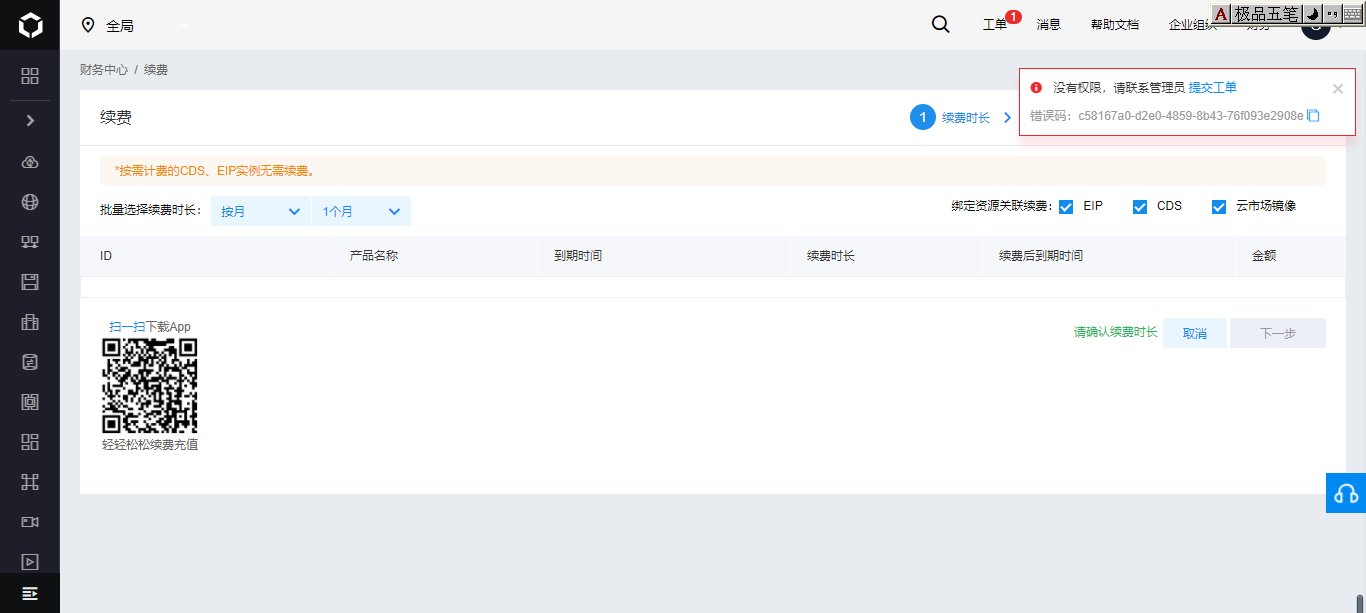 全局
工单
1
消息
帮助文档
A 极品五笔
财务中心 / 续费
没有权限，请联系管理员 提交工单
错误码：c58167a0-d2e0-4859-8b43-76f093e2908e
续费
1 续费时长
*按需计费的CDS、EIP实例无需续费。
批量选择续费时长：
按月
1个月
绑定资源关联续费：
EIP
CDS
云市场镜像
ID
产品名称
到期时间
续费时长
续费后到期时间
金额
扫一扫下载App
轻轻松松续费充值
请确认续费时长
取消
下一步